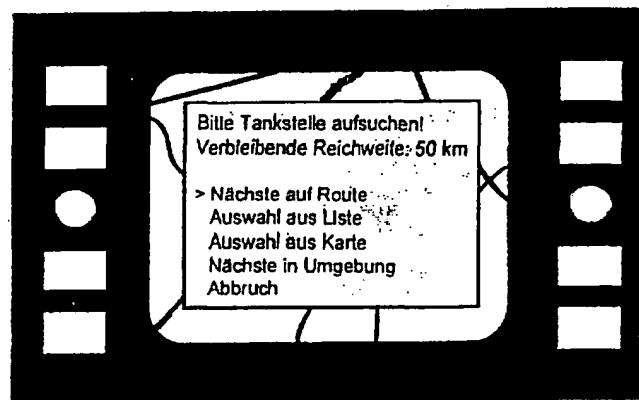 Bitte Tankstelle aufsuchen!
Verbleibende Reichweite: 50 km
> Nächste auf Route
Auswahl aus Liste
Auswahl aus Karte
Nächste in Umgebung
Abbruch